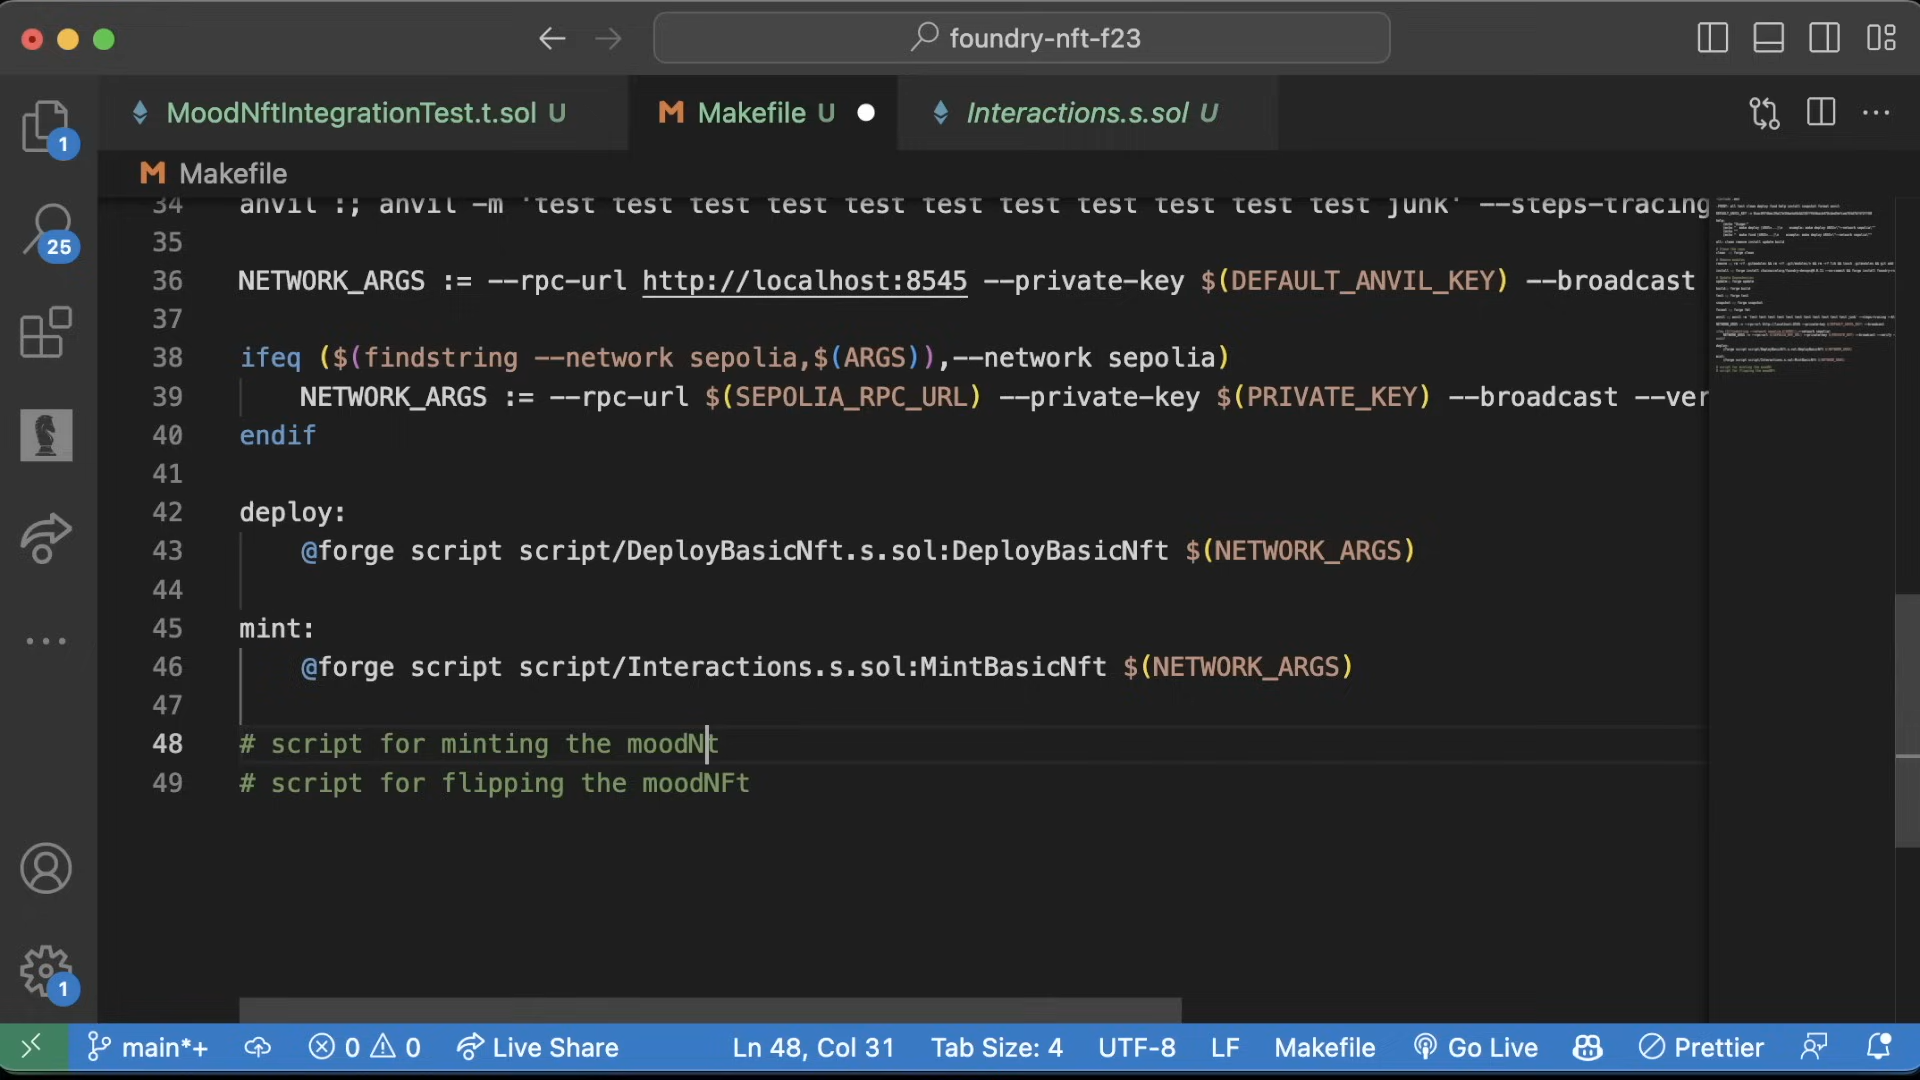 foundry-nft-f23
MoodNftIntegrationTest.t.sol U
Makefile U
Interactions.s.sol U
Makefile
34 anvil :; anvil -m 'test test test test test test test test test test test junk' --steps-tracing
35
36 NETWORK_ARGS := --rpc-url http://localhost:8545 --private-key $(DEFAULT_ANVIL_KEY) --broadcast
37
38 ifeq ($(findstring --network sepolia,$(ARGS)),--network sepolia)
39 NETWORK_ARGS := --rpc-url $(SEPOLIA_RPC_URL) --private-key $(PRIVATE_KEY) --broadcast --ver
40 endif
41
42 deploy:
43 @forge script script/DeployBasicNft.s.sol:DeployBasicNft $(NETWORK_ARGS)
44
45 mint:
46 @forge script script/Interactions.s.sol:MintBasicNft $(NETWORK_ARGS)
47
48 # script for minting the moodNt
49 # script for flipping the moodNFt
1
25
1
main*+
0 0
Live Share
Ln 48, Col 31
Tab Size: 4
UTF-8
LF
Makefile
Go Live
Prettier